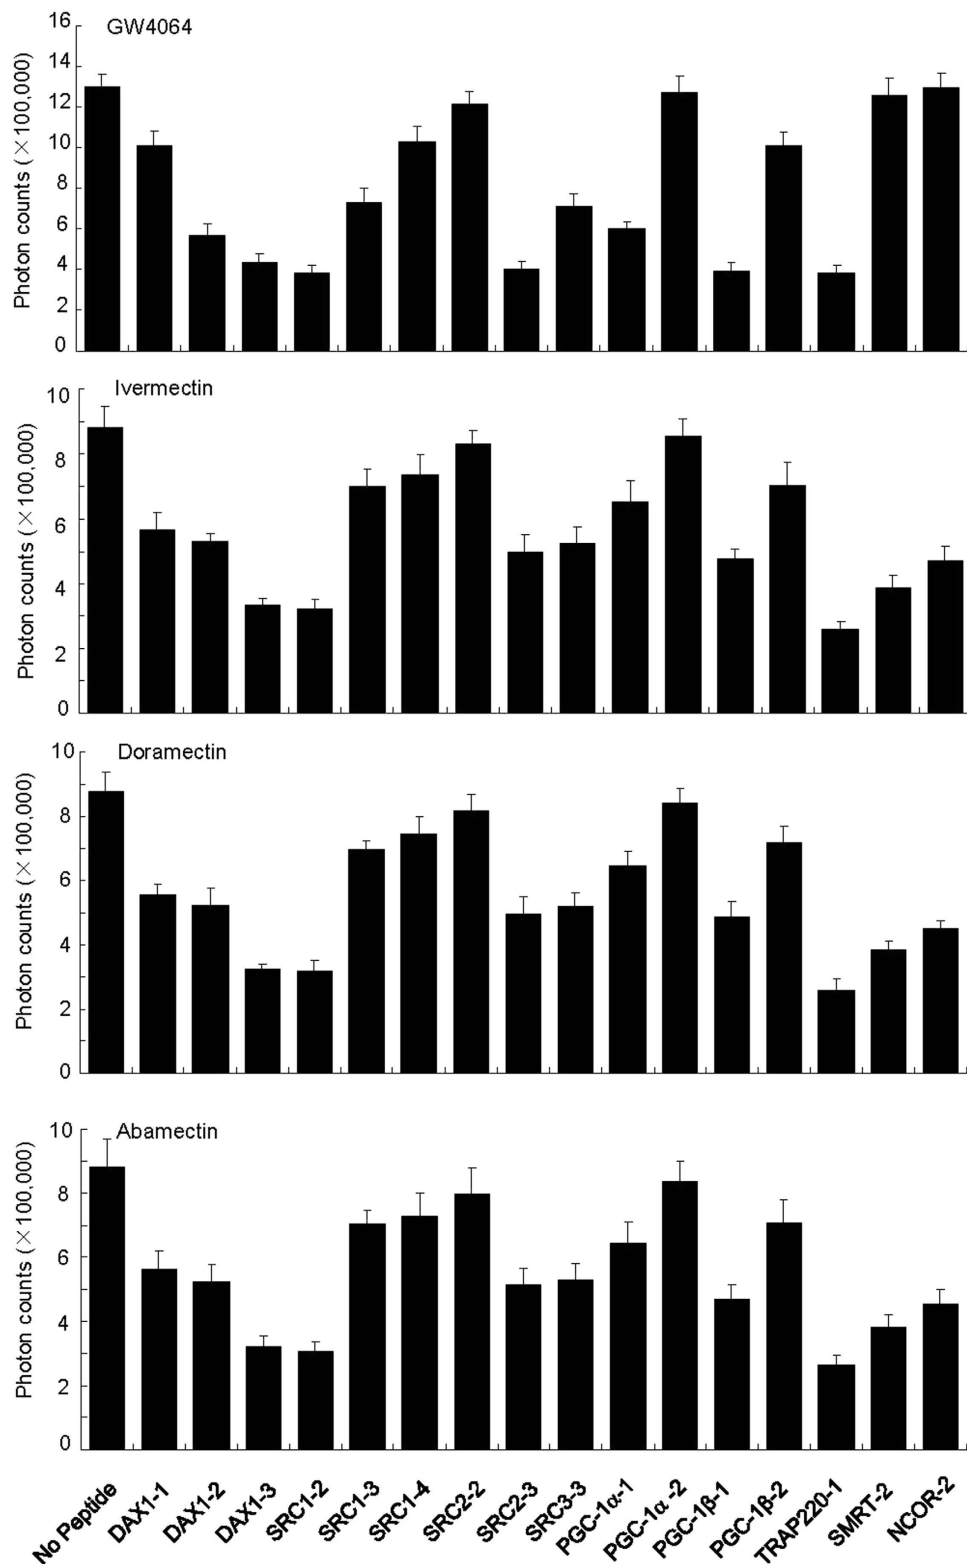 GW4064
Photon counts (×100,000)
16
14
12
10
8
6
4
2
0
Ivermectin
Photon counts (×100,000)
10
8
6
4
2
0
Doramectin
Photon counts (×100,000)
10
8
6
4
2
0
Abamectin
Photon counts (×100,000)
10
8
6
4
2
0
No Peptide
DAX1-1
DAX1-2
DAX1-3
SRC1-2
SRC1-3
SRC1-4
SRC2-2
SRC2-3
SRC3-3
PGC-1α-1
PGC-1α-2
PGC-1β-1
PGC-1β-2
TRAP220-1
SMRT-2
NCOR-2